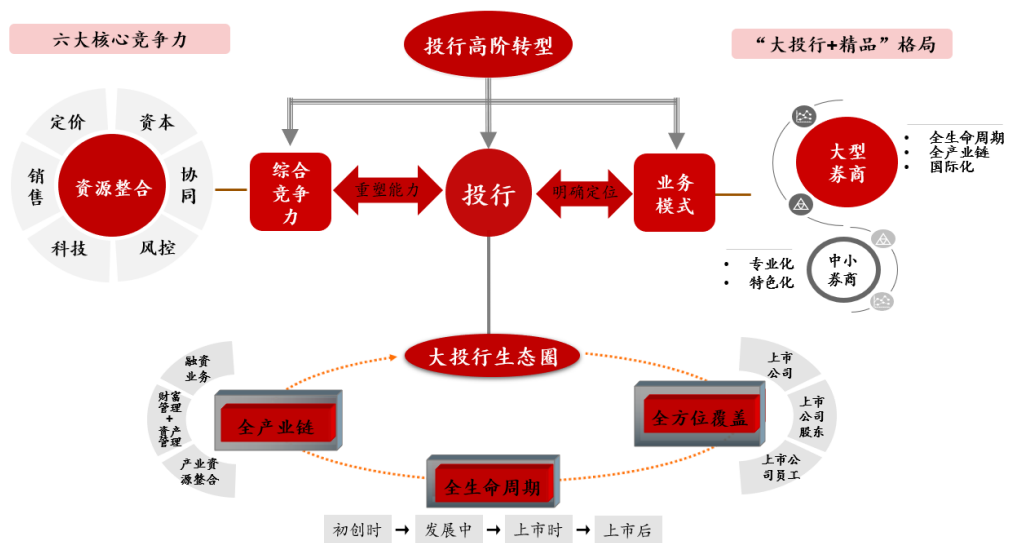 六大核心竞争力
投行高阶转型
“大投行+精品”格局
定价
资本
销
售
资源整合
协
同
科技
风控
综合
竞争
力
重塑能力
投行
明确定位
业务
模式
大型
券商
• 全生命周期
• 全产业链
• 国际化
• 专业化
• 特色化
中小
券商
大投行生态圈
融资
业务
财富
管理
+
资产
管理
产业资
源整合
全产业链
全方位覆盖
上市
公司
上市
公司
股东
上市公
司员工
全生命周期
初创时
发展中
上市时
上市后